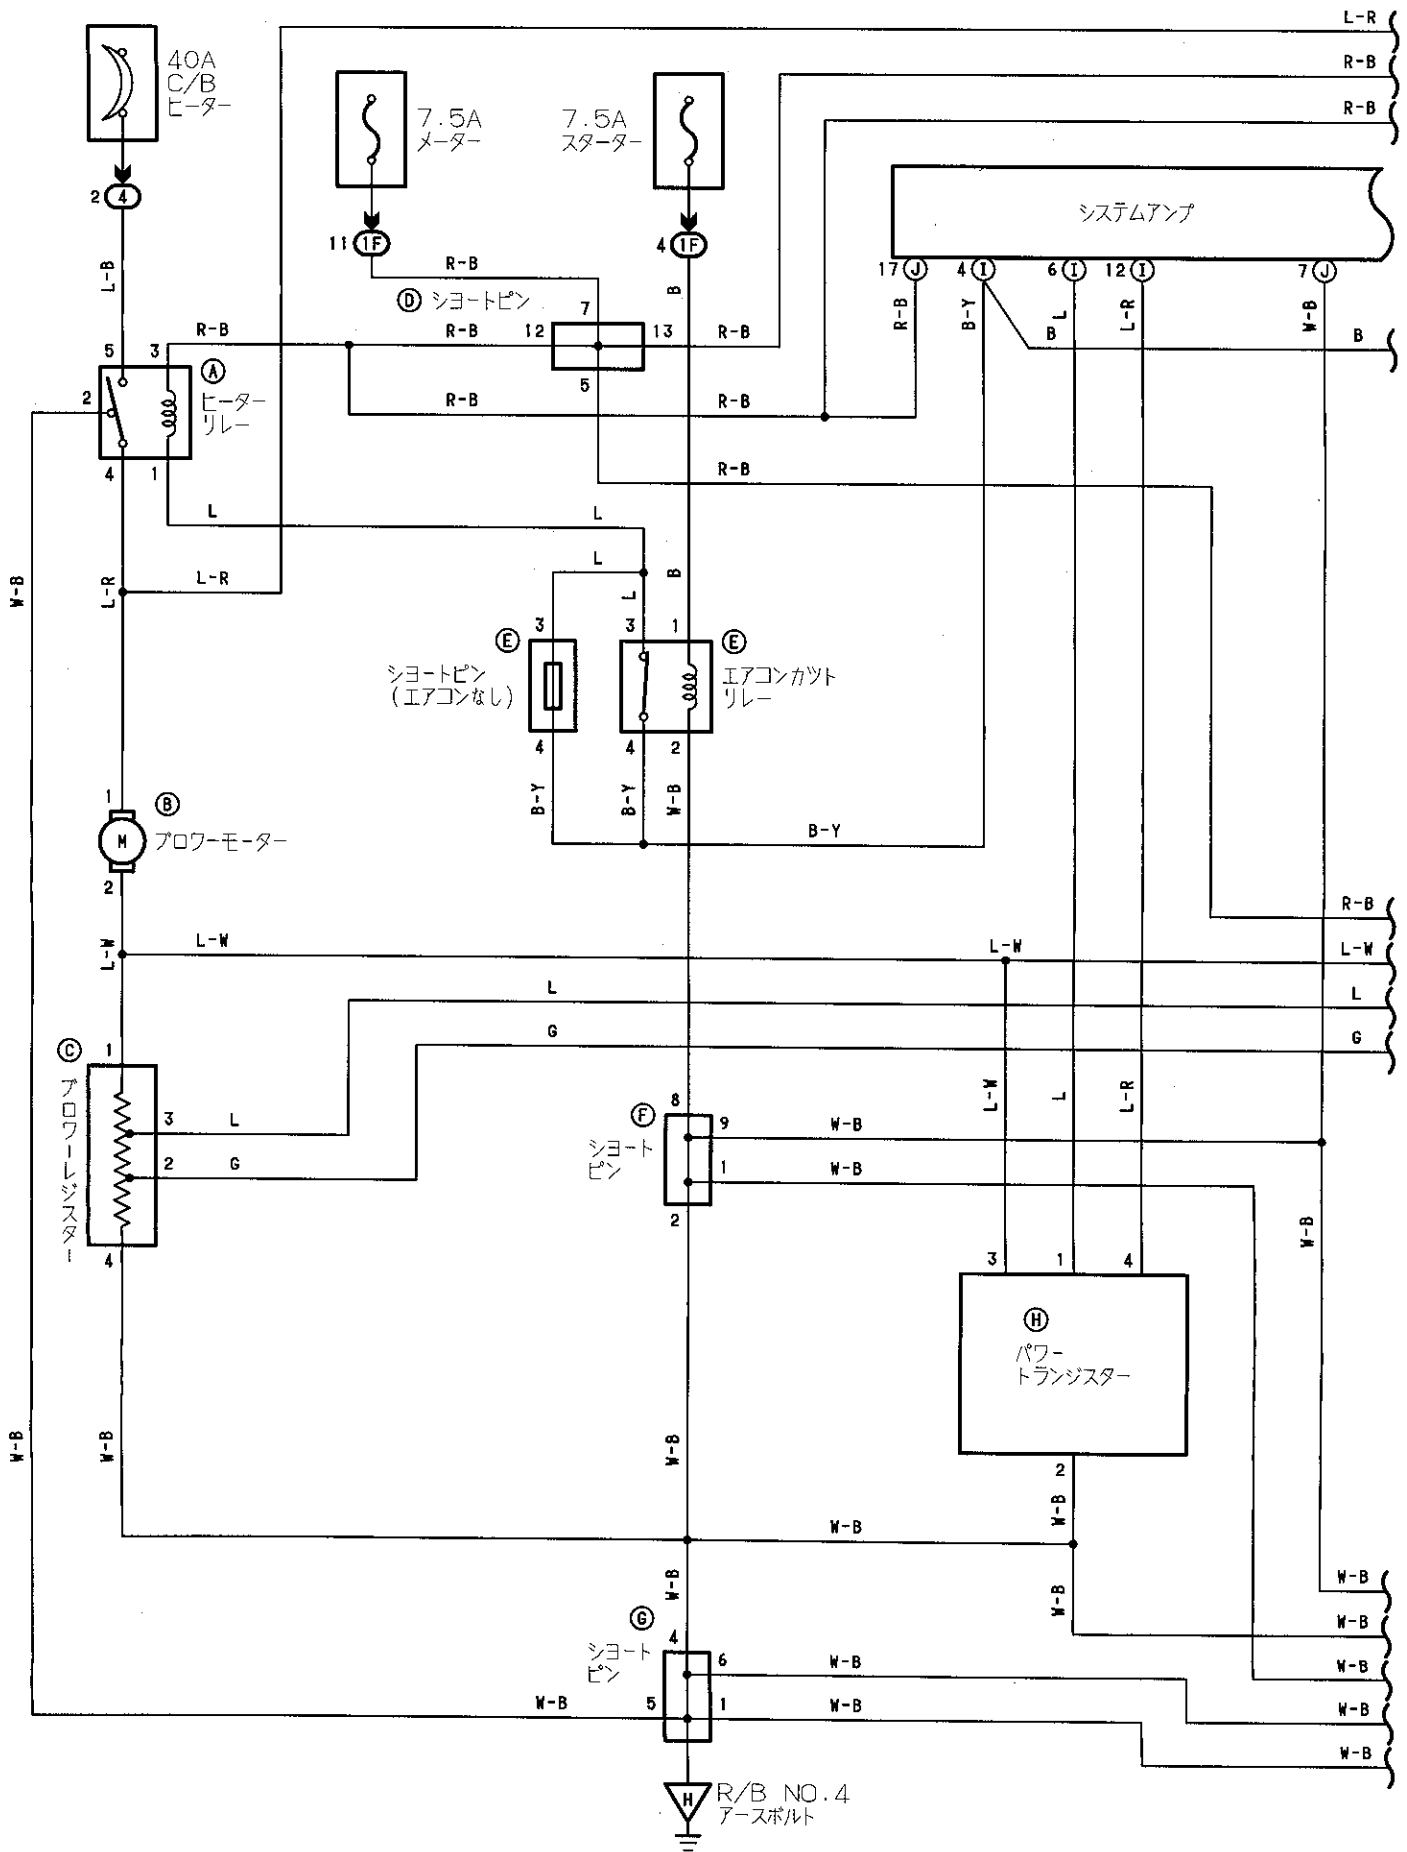 L-R
40A
C/B
ヒーター
R-B
7.5A
メーター
7.5A
スターター
R-B
2 4
システムアンプ
11 1F
4 1F
17 J
4 I
6 I
12 I
7 J
L-B
R-B
B
R-B
B-Y
L
L-R
W-B
D ショートピン
7
R-B
R-B
12
13
R-B
B
B
5
3
A
ヒーター
リレー
2
5
R-B
R-B
4
1
R-B
L
L
L
B
W-B
L-R
L-R
L
E
3
3
1
E
ショートピン
(エアコンなし)
エアコンカット
リレー
4
4
2
B-Y
B-Y
W-B
B-Y
1
B
M
ブロワーモーター
2
R-B
L-W
L-W
L-W
L-W
L
L
G
G
C
1
ブロワーレジスター
3
L
2
G
4
L-W
L
L-R
F
ショート
ピン
8
9
W-B
1
W-B
2
W-B
3
1
4
H
パワー
トランジスター
2
W-B
W-B
W-B
W-B
W-B
W-B
W-B
W-B
W-B
G
ショート
ピン
4
6
W-B
W-B
W-B
5
1
W-B
W-B
W-B
H
R/B NO.4
アースボルト